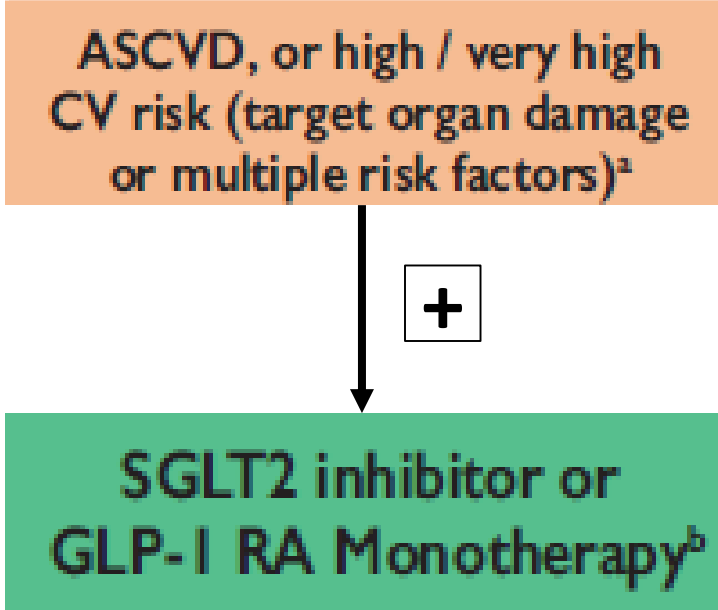 ASCVD, or high / very high
CV risk (target organ damage
or multiple risk factors)ᵃ
+
SGLT2 inhibitor or
GLP-1 RA Monotherapyᵇ